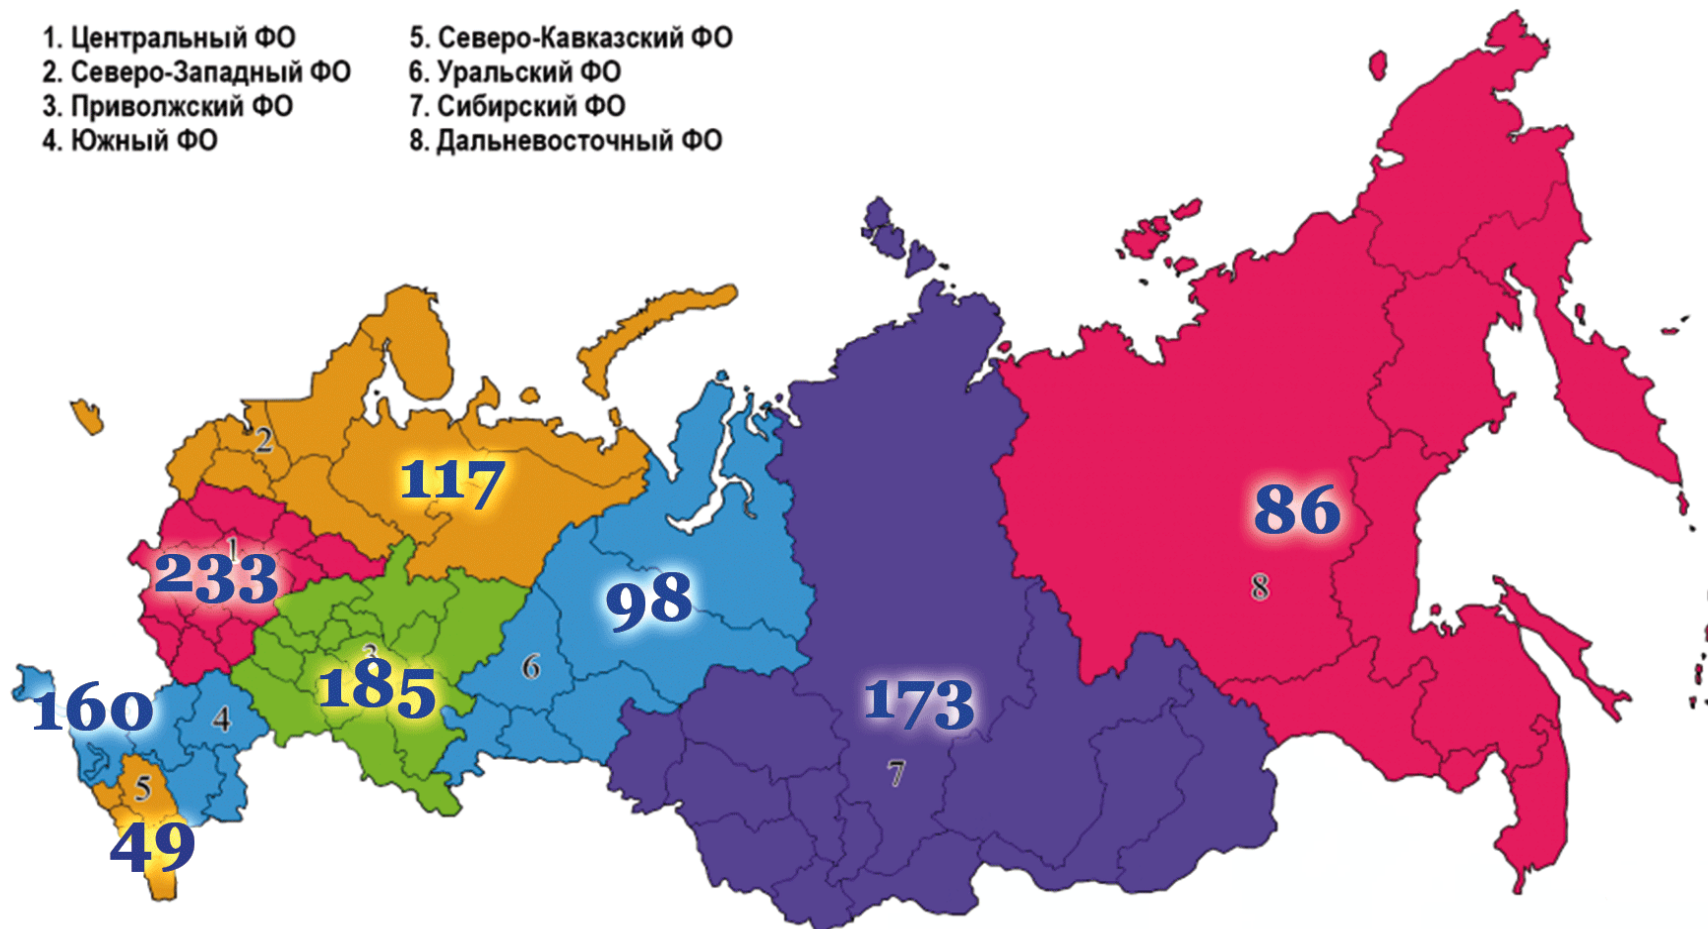 1. Центральный ФО
2. Северо-Западный ФО
3. Приволжский ФО
4. Южный ФО
5. Северо-Кавказский ФО
6. Уральский ФО
7. Сибирский ФО
8. Дальневосточный ФО
2
117
86
1
233
8
98
6
3
185
160
4
173
7
5
49